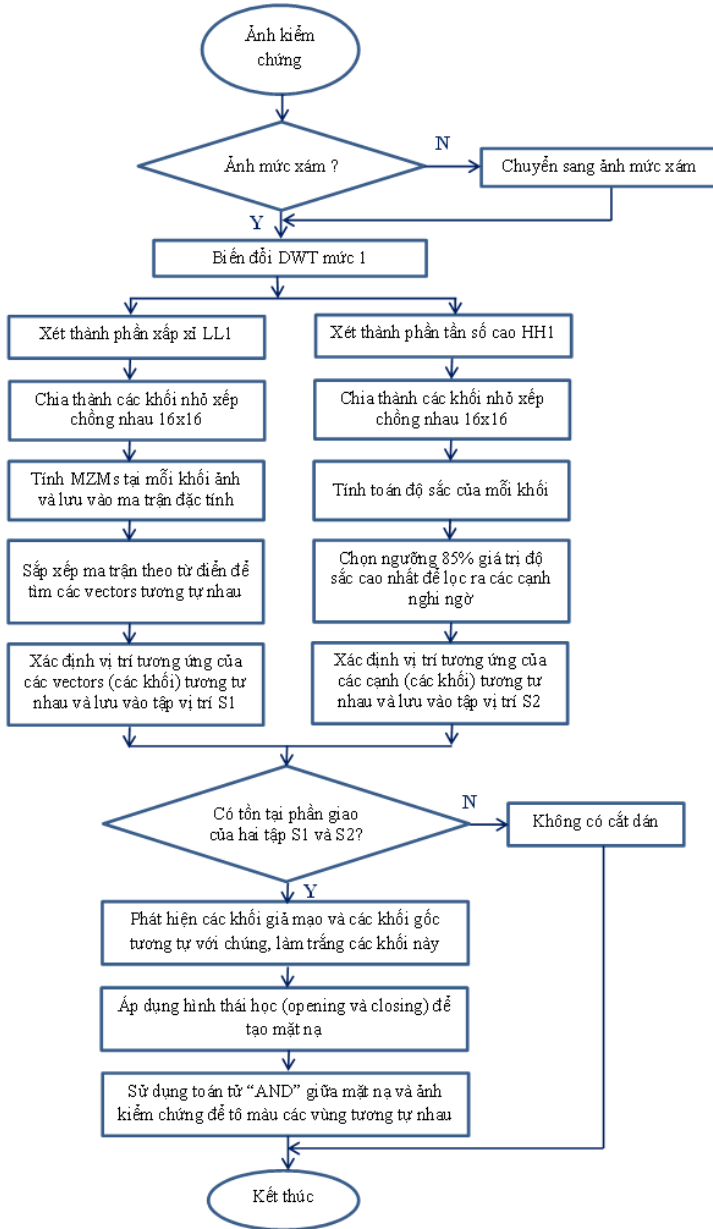 Ảnh kiểm
chứng
Ảnh mức xám ?
N
Chuyển sang ảnh mức xám
Y
Biến đổi DWT mức 1
Xét thành phần xấp xỉ LL1
Xét thành phần tần số cao HH1
Chia thành các khối nhỏ xếp
chồng nhau 16x16
Chia thành các khối nhỏ xếp
chồng nhau 16x16
Tính MZMs tại mỗi khối ảnh
và lưu vào ma trận đặc tính
Tính toán độ sắc của mỗi khối
Sắp xếp ma trận theo từ điển để
tìm các vectors tương tự nhau
Chọn ngưỡng 85% giá trị độ
sắc cao nhất để lọc ra các cạnh
nghi ngờ
Xác định vị trí tương ứng của
các vectors (các khối) tương tư
nhau và lưu vào tập vị trí S1
Xác định vị trí tương ứng của
các cạnh (các khối) tương tư
nhau và lưu vào tập vị trí S2
Có tồn tại phần giao
của hai tập S1 và S2?
N
Không có cắt dán
Y
Phát hiện các khối giả mạo và các khối gốc
tương tự với chúng, làm trắng các khối này
Áp dụng hình thái học (opening và closing) để
tạo mặt nạ
Sử dụng toán tử “AND” giữa mặt nạ và ảnh
kiểm chứng để tô màu các vùng tương tự nhau
Kết thúc